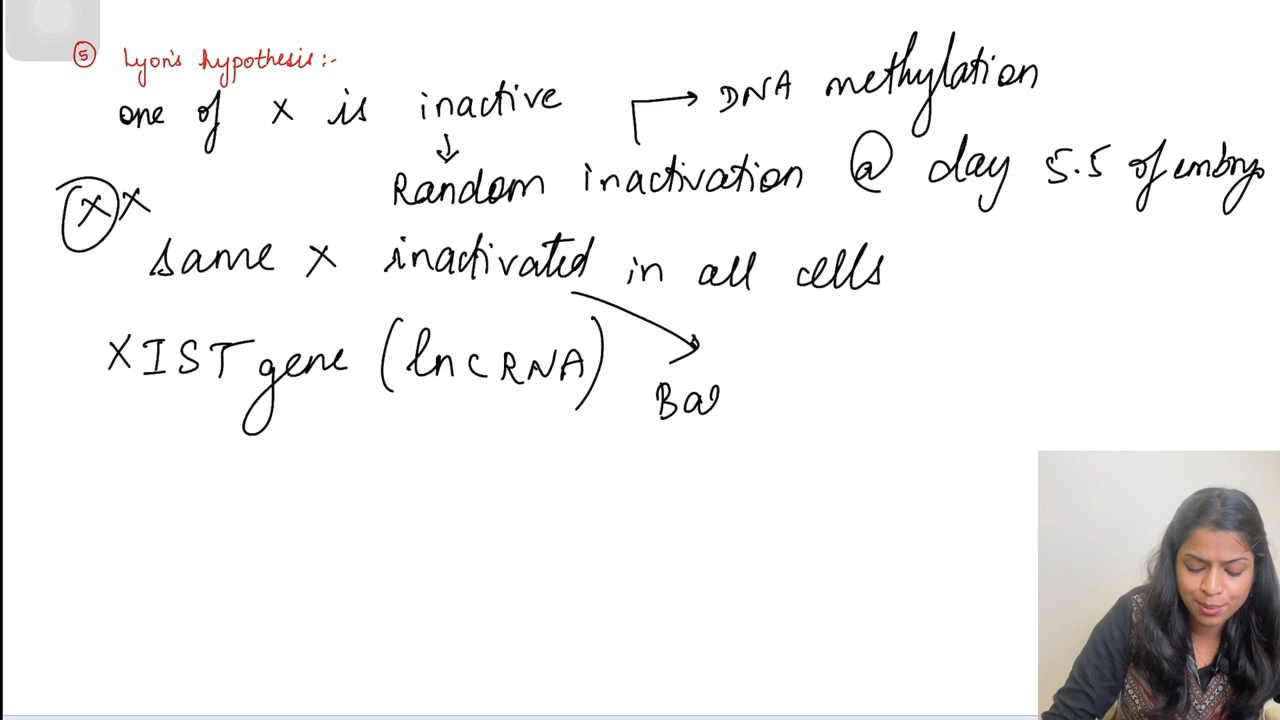 5 Lyon's hypothesis:-
one of X is inactive → DNA methylation
↓
Random inactivation @ day 5.5 of embryo
XX
same X inactivated in all cells
XIST gene (lncRNA)
Ba